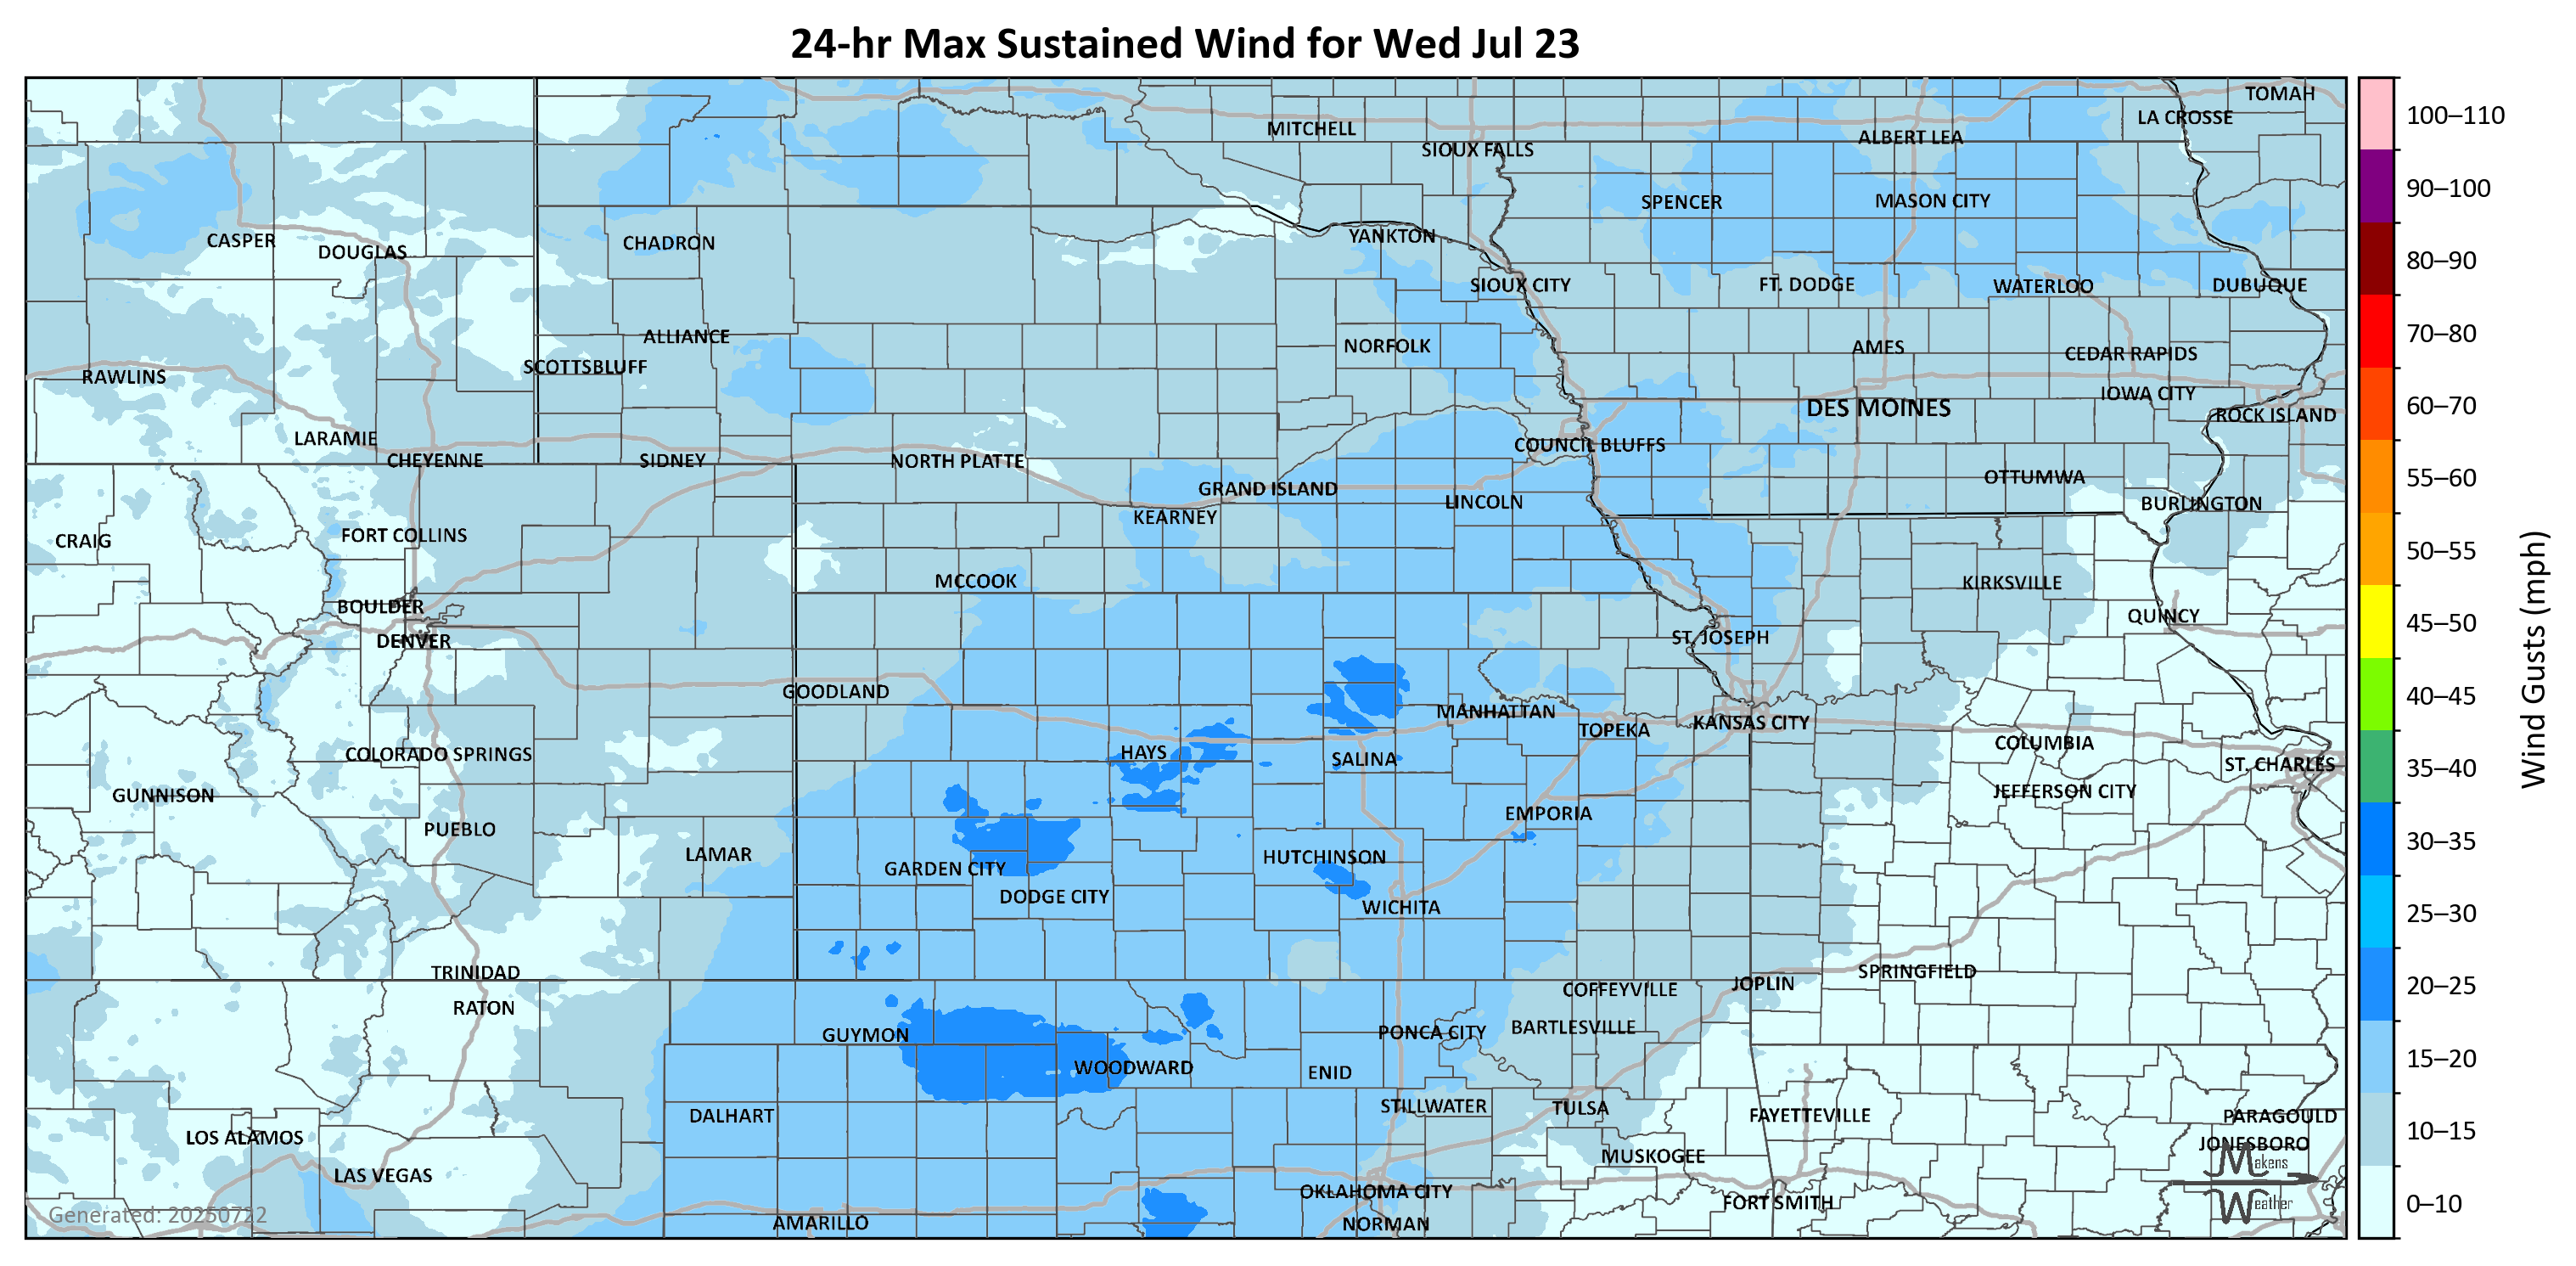 24-hr Max Sustained Wind for Wed Jul 23
TOMAH
LA CROSSE
MITCHELL
ALBERT LEA
SIOUX FALLS
SPENCER
MASON CITY
YANKTON
CASPER
CHADRON
DOUGLAS
SIOUX CITY
FT. DODGE
WATERLOO
DUBUQUE
ALLIANCE
NORFOLK
AMES
CEDAR RAPIDS
SCOTTSBLUFF
RAWLINS
IOWA CITY
DES MOINES
ROCK ISLAND
LARAMIE
COUNCIL BLUFFS
CHEYENNE
SIDNEY
NORTH PLATTE
OTTUMWA
GRAND ISLAND
LINCOLN
BURLINGTON
KEARNEY
FORT COLLINS
CRAIG
MCCOOK
KIRKSVILLE
BOULDER
QUINCY
DENVER
ST. JOSEPH
GOODLAND
MANHATTAN
KANSAS CITY
TOPEKA
COLUMBIA
HAYS
COLORADO SPRINGS
SALINA
ST. CHARLES
GUNNISON
JEFFERSON CITY
EMPORIA
PUEBLO
LAMAR
HUTCHINSON
GARDEN CITY
DODGE CITY
WICHITA
TRINIDAD
SPRINGFIELD
JOPLIN
COFFEYVILLE
RATON
BARTLESVILLE
GUYMON
PONCA CITY
WOODWARD
ENID
STILLWATER
TULSA
DALHART
FAYETTEVILLE
PARAGOULD
LOS ALAMOS
JONESBORO
MUSKOGEE
LAS VEGAS
OKLAHOMA CITY
FORT SMITH
AMARILLO
NORMAN
Generated: 20250722
Makens
Weather
100–110
90–100
80–90
70–80
60–70
55–60
50–55
45–50
40–45
35–40
30–35
25–30
20–25
15–20
10–15
0–10
Wind Gusts (mph)